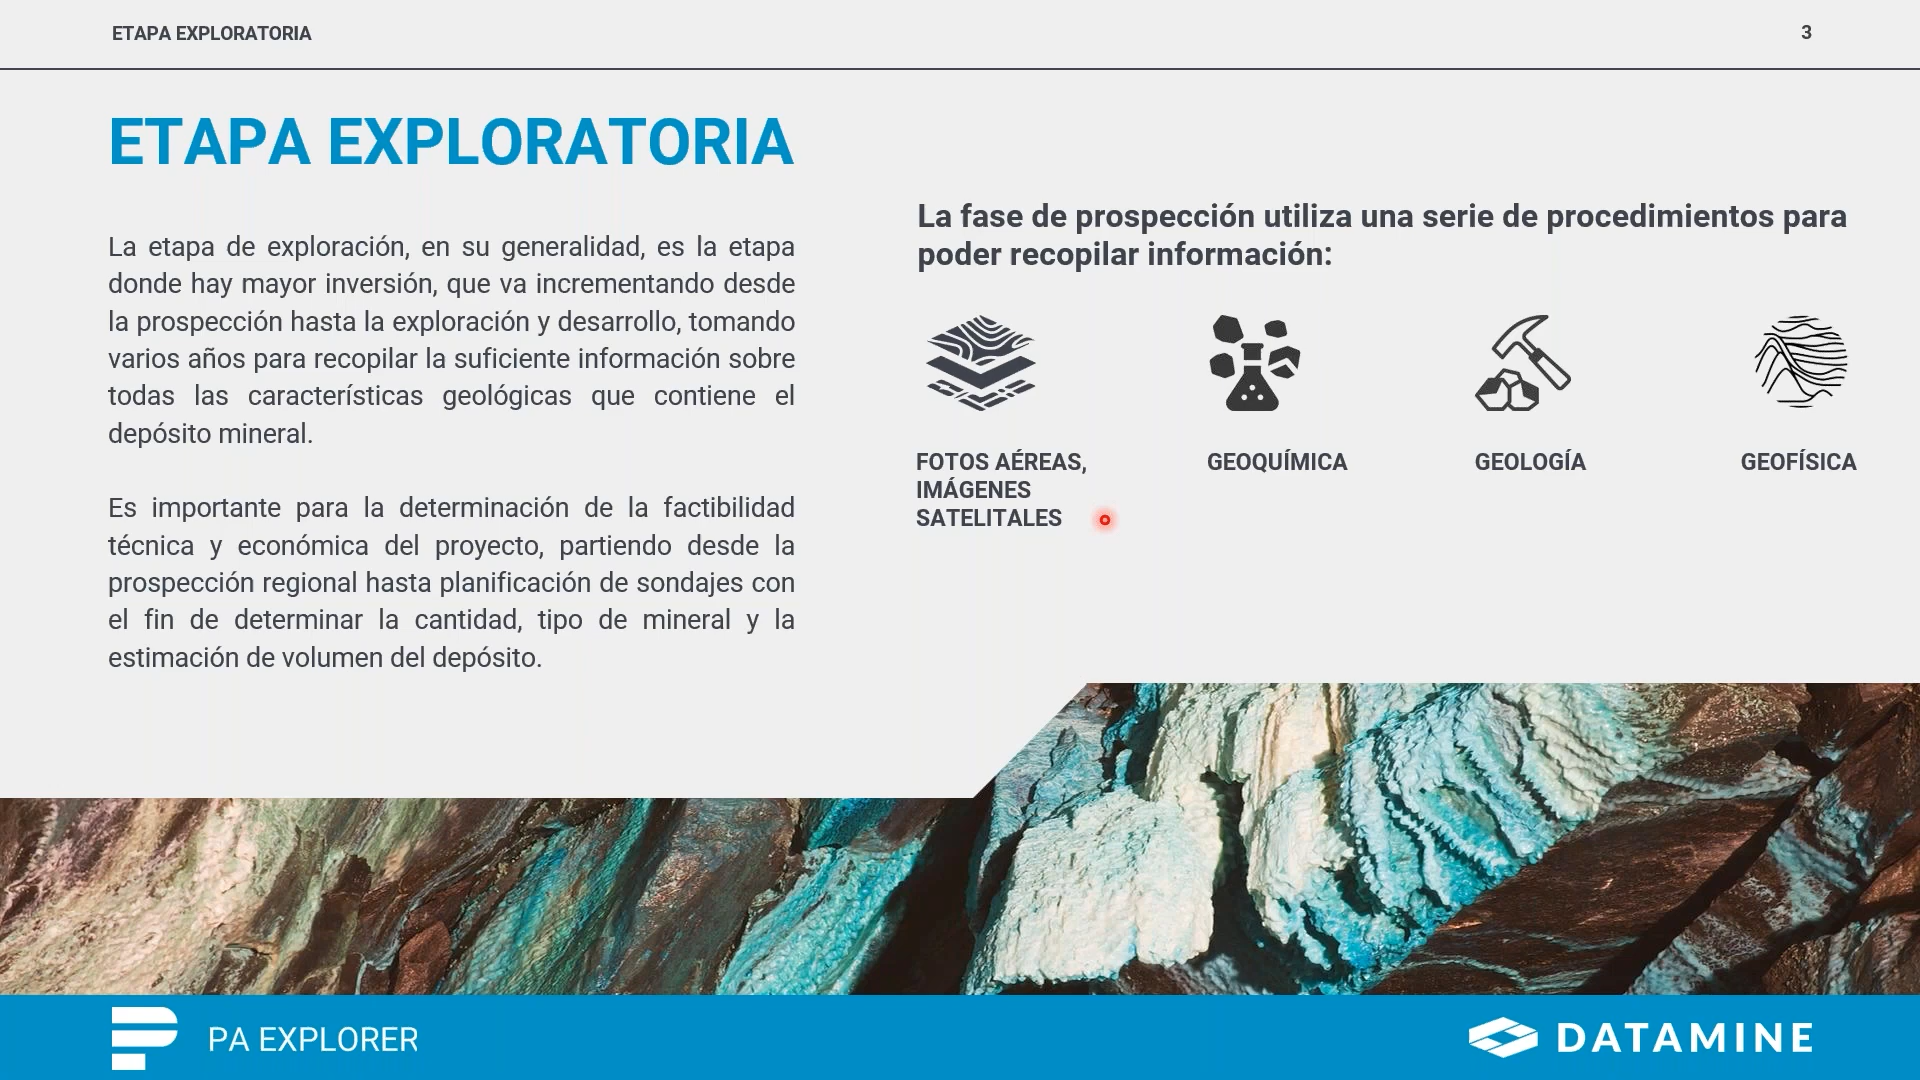 ETAPA EXPLORATORIA
3
ETAPA EXPLORATORIA
La etapa de exploración, en su generalidad, es la etapa
donde hay mayor inversión, que va incrementando desde
la prospección hasta la exploración y desarrollo, tomando
varios años para recopilar la suficiente información sobre
todas las características geológicas que contiene el
depósito mineral.
Es importante para la determinación de la factibilidad
técnica y económica del proyecto, partiendo desde la
prospección regional hasta planificación de sondajes con
el fin de determinar la cantidad, tipo de mineral y la
estimación de volumen del depósito.
La fase de prospección utiliza una serie de procedimientos para
poder recopilar información:
FOTOS AÉREAS,
IMÁGENES
SATELITALES
GEOQUÍMICA
GEOLOGÍA
GEOFÍSICA
PA EXPLORER
DATAMINE